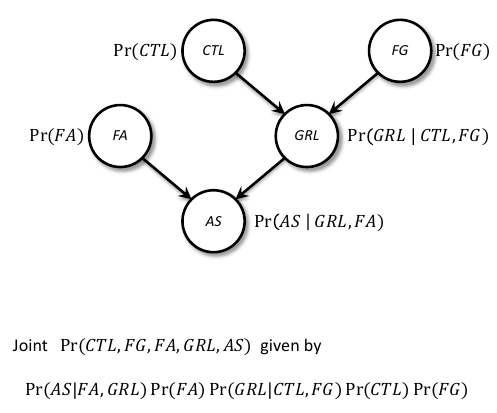 Pr(CTL) CTL FG Pr(FG)
Pr(FA) FA GRL Pr(GRL | CTL, FG)
AS Pr(AS | GRL, FA)
Joint Pr(CTL, FG, FA, GRL, AS) given by
Pr(AS|FA, GRL) Pr(FA) Pr(GRL|CTL, FG) Pr(CTL) Pr(FG)